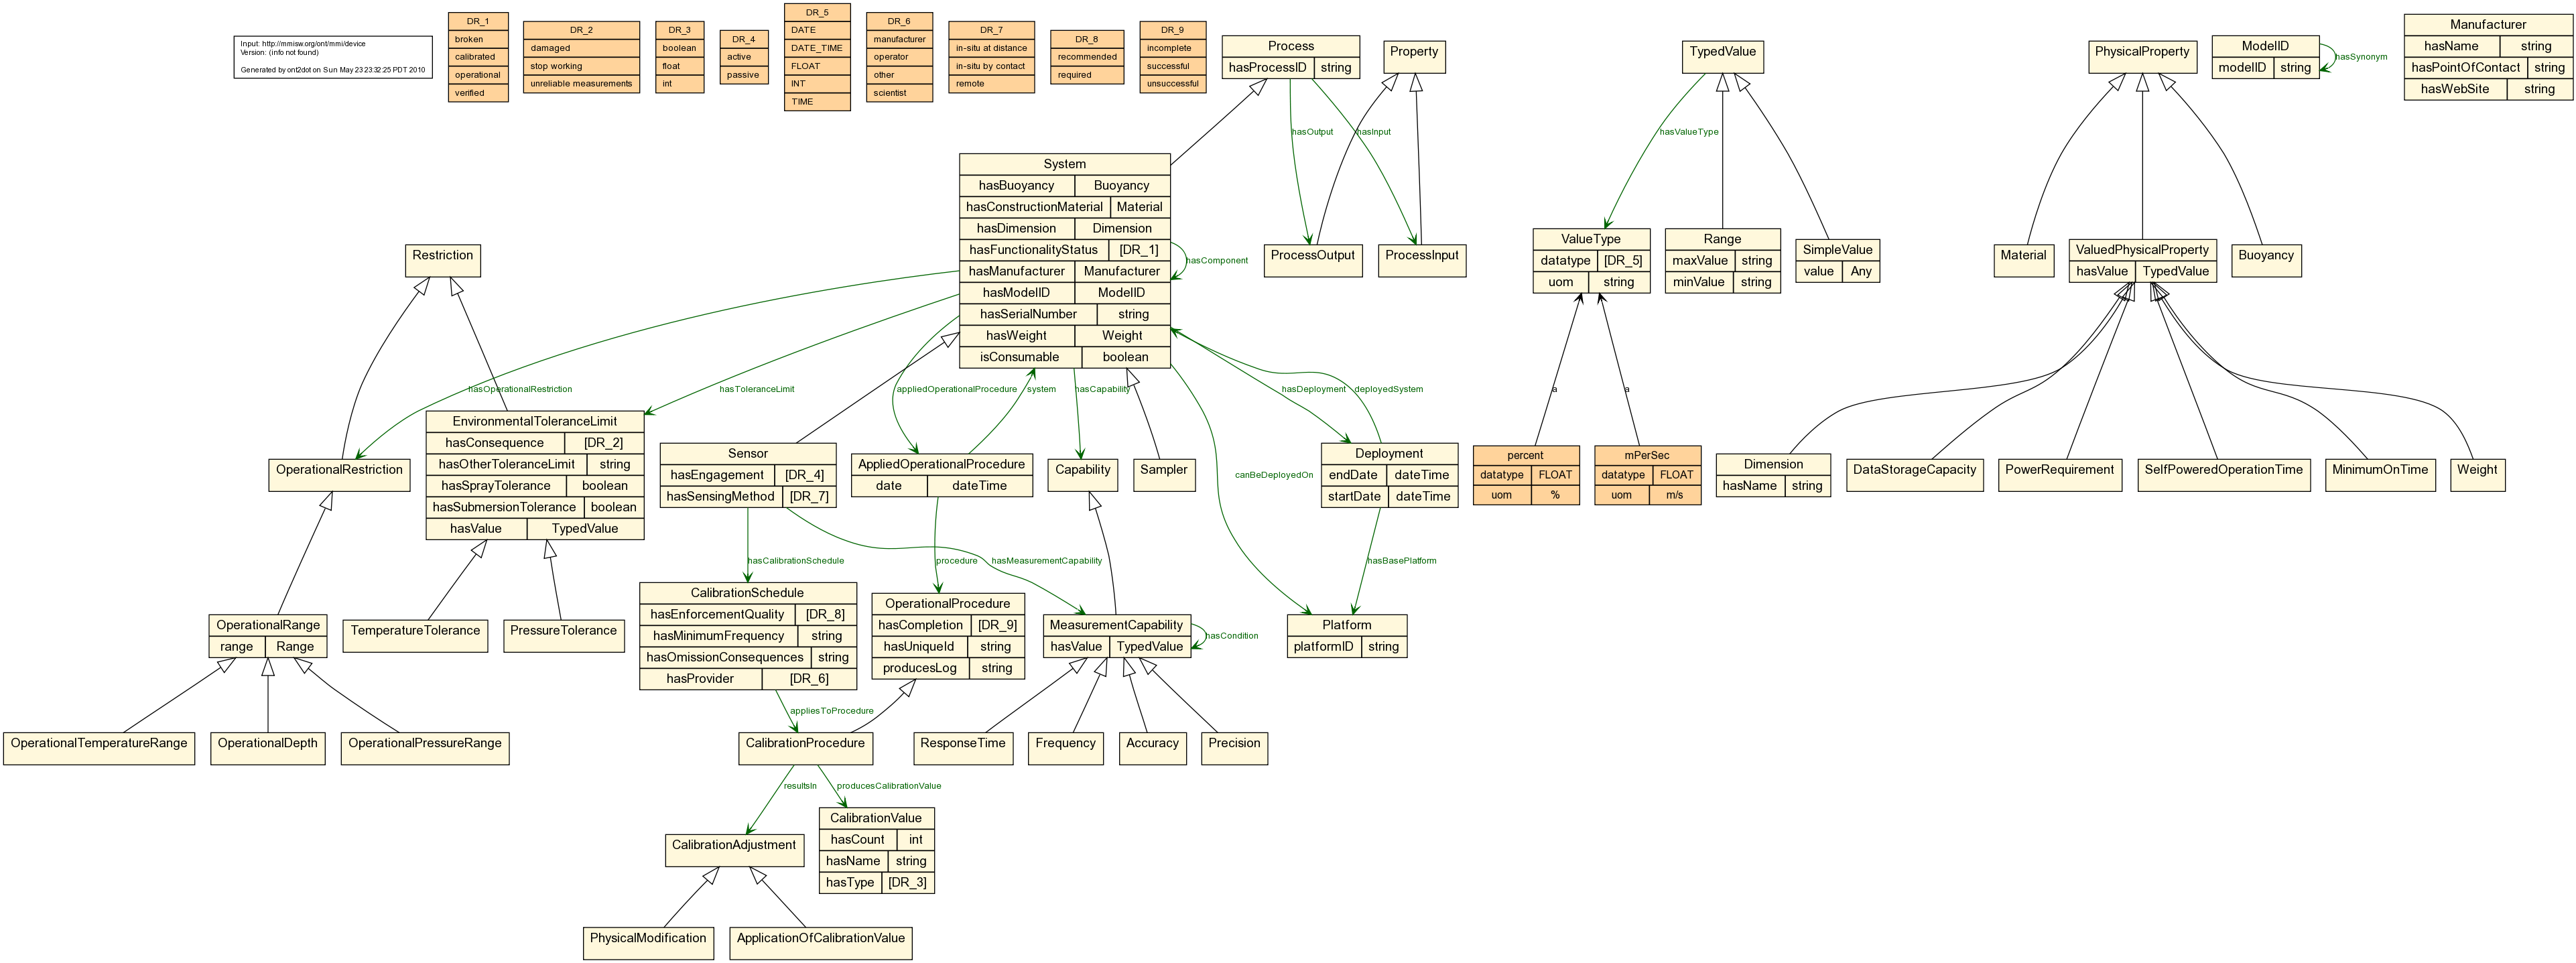 Input: http://mmisw.org/ont/mmi/device
Version: (info not found)
Generated by ont2dot on Sun May 23 23:32:25 PDT 2010
DR_1
broken
calibrated
operational
verified
DR_2
damaged
stop working
unreliable measurements
DR_3
boolean
float
int
DR_4
active
passive
DR_5
DATE
DATE_TIME
FLOAT
INT
TIME
DR_6
manufacturer
operator
other
scientist
DR_7
in-situ at distance
in-situ by contact
remote
DR_8
recommended
required
DR_9
incomplete
successful
unsuccessful
Process
hasProcessID string
Property
TypedValue
PhysicalProperty
ModelID
modelID string
hasSynonym
Manufacturer
hasName string
hasPointOfContact string
hasWebSite string
hasOutput
hasInput
hasValueType
System
hasBuoyancy Buoyancy
hasConstructionMaterial Material
hasDimension Dimension
hasFunctionalityStatus [DR_1]
hasManufacturer Manufacturer
hasModelID ModelID
hasSerialNumber string
hasWeight Weight
isConsumable boolean
hasComponent
Restriction
ProcessOutput
ProcessInput
ValueType
datatype [DR_5]
uom string
Range
maxValue string
minValue string
SimpleValue
value Any
Material
ValuedPhysicalProperty
hasValue TypedValue
Buoyancy
hasOperationalRestriction
hasToleranceLimit
appliedOperationalProcedure
system
hasCapability
hasDeployment
deployedSystem
a
a
OperationalRestriction
EnvironmentalToleranceLimit
hasConsequence [DR_2]
hasOtherToleranceLimit string
hasSprayTolerance boolean
hasSubmersionTolerance boolean
hasValue TypedValue
Sensor
hasEngagement [DR_4]
hasSensingMethod [DR_7]
AppliedOperationalProcedure
date dateTime
Capability
Sampler
canBeDeployedOn
Deployment
endDate dateTime
startDate dateTime
percent
datatype FLOAT
uom %
mPerSec
datatype FLOAT
uom m/s
Dimension
hasName string
DataStorageCapacity
PowerRequirement
SelfPoweredOperationTime
MinimumOnTime
Weight
hasCalibrationSchedule
procedure
hasMeasurementCapability
hasBasePlatform
OperationalRange
range Range
TemperatureTolerance
PressureTolerance
CalibrationSchedule
hasEnforcementQuality [DR_8]
hasMinimumFrequency string
hasOmissionConsequences string
hasProvider [DR_6]
OperationalProcedure
hasCompletion [DR_9]
hasUniqueId string
producesLog string
MeasurementCapability
hasValue TypedValue
hasCondition
Platform
platformID string
appliesToProcedure
OperationalTemperatureRange
OperationalDepth
OperationalPressureRange
CalibrationProcedure
ResponseTime
Frequency
Accuracy
Precision
resultsIn
producesCalibrationValue
CalibrationAdjustment
CalibrationValue
hasCount int
hasName string
hasType [DR_3]
PhysicalModification
ApplicationOfCalibrationValue